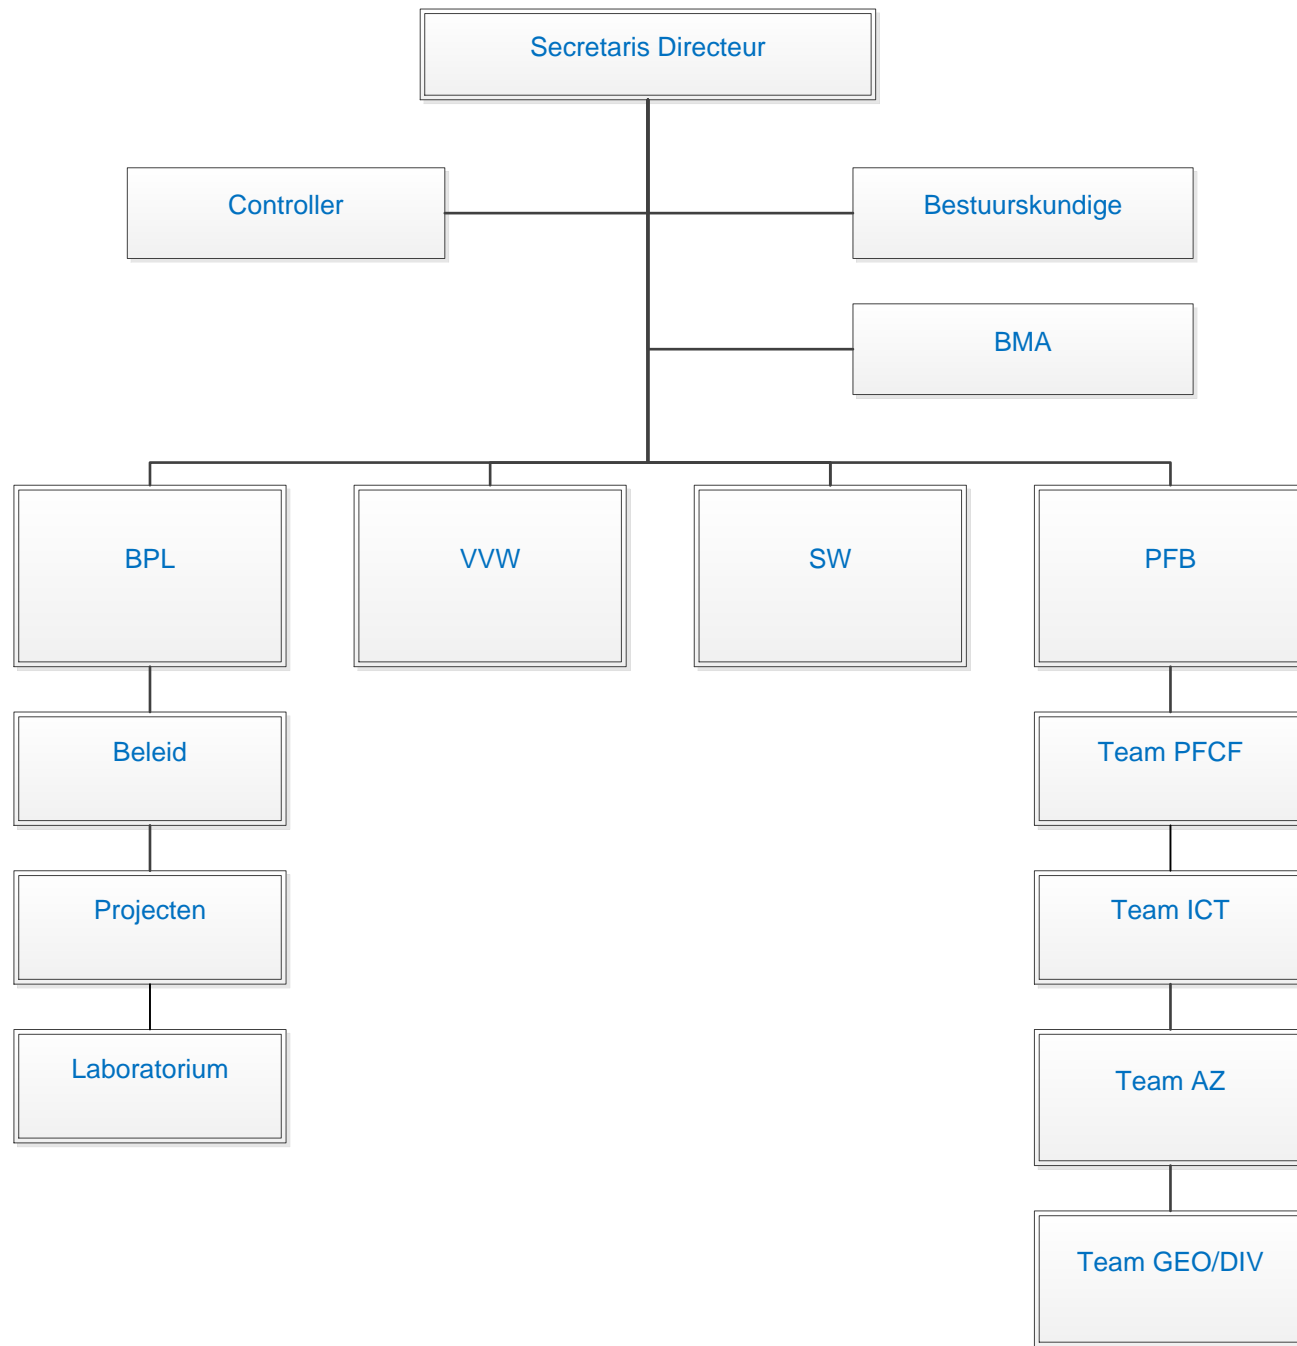 Secretaris Directeur
Controller
Bestuurskundige
BMA
BPL
VVW
SW
PFB
Beleid
Team PFCF
Projecten
Team ICT
Laboratorium
Team AZ
Team GEO/DIV